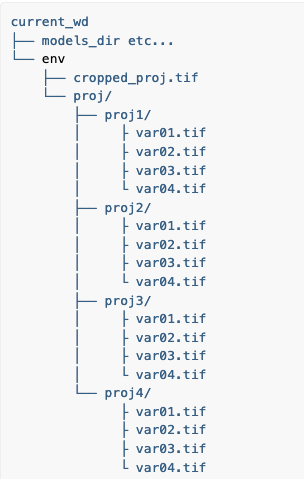 current_wd
├── models_dir etc...
└── env
    ├── cropped_proj.tif
    └── proj/
        ├── proj1/
        │     ├ var01.tif
        │     ├ var02.tif
        │     ├ var03.tif
        │     └ var04.tif
        ├── proj2/
        │     ├ var01.tif
        │     ├ var02.tif
        │     ├ var03.tif
        │     └ var04.tif
        ├── proj3/
        │     ├ var01.tif
        │     ├ var02.tif
        │     ├ var03.tif
        │     └ var04.tif
        └── proj4/
              ├ var01.tif
              ├ var02.tif
              ├ var03.tif
              └ var04.tif